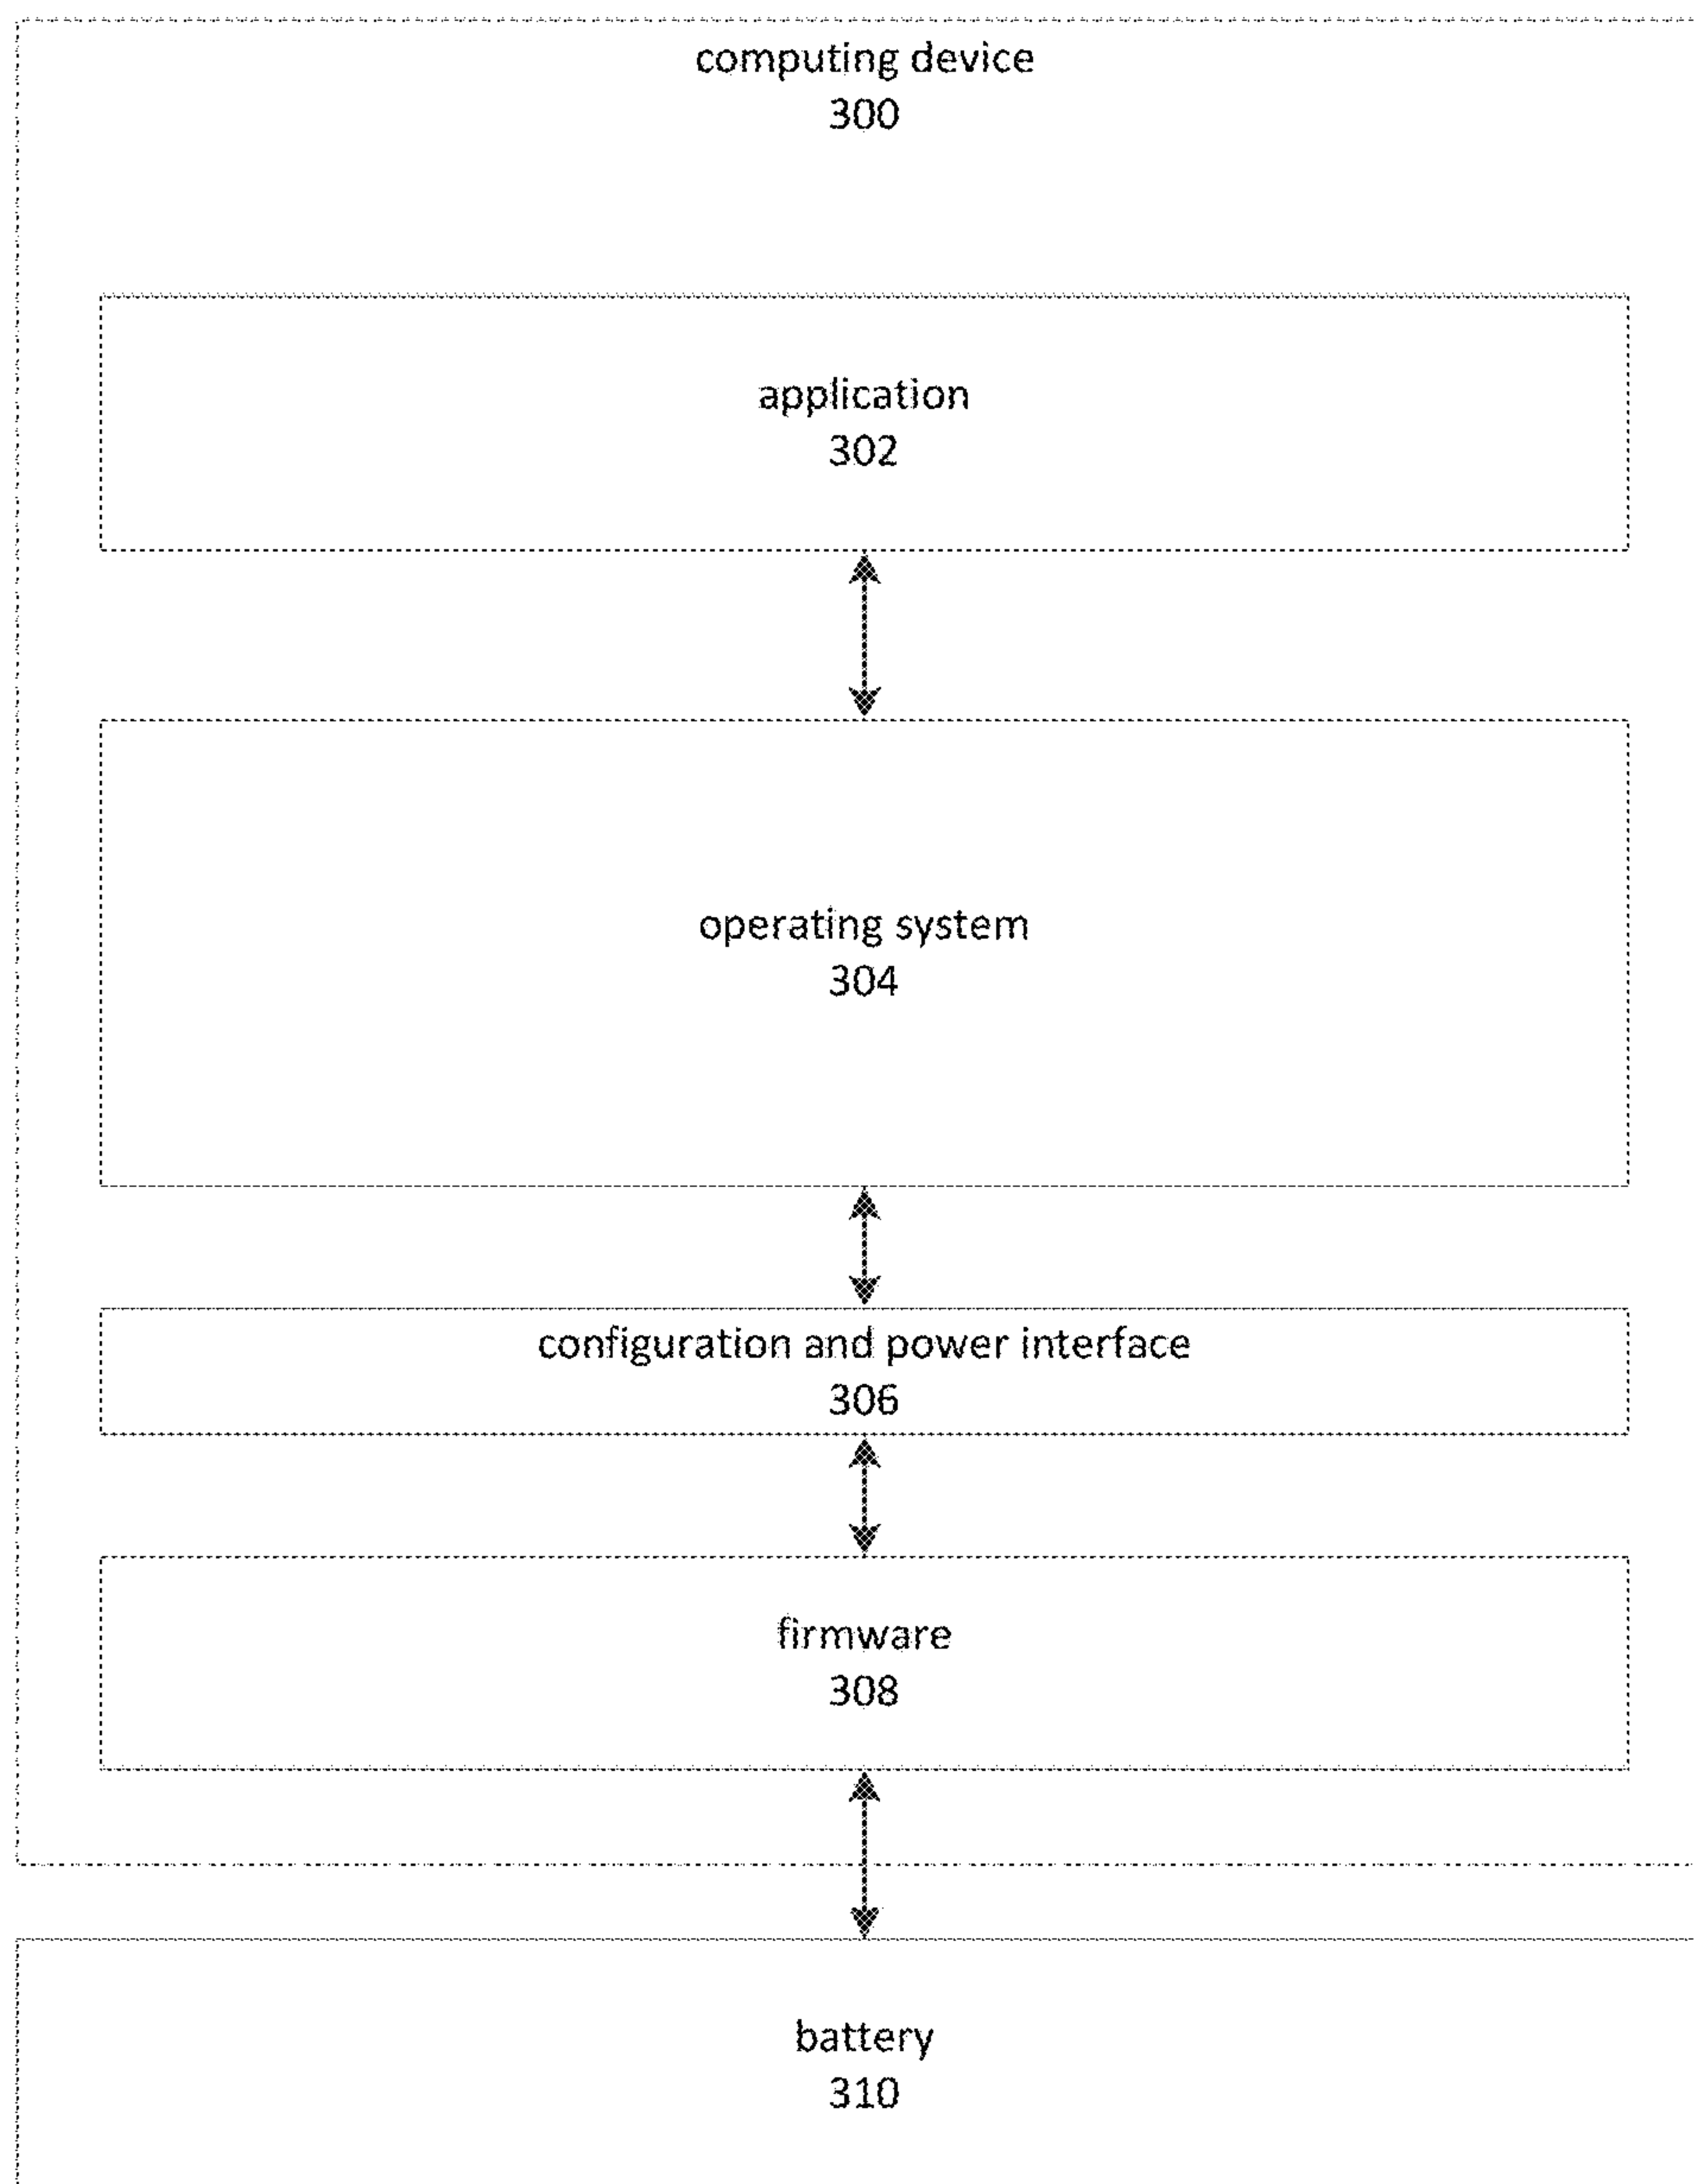 computing device
300
application
302
operating system
304
configuration and power interface
306
firmware
308
battery
310